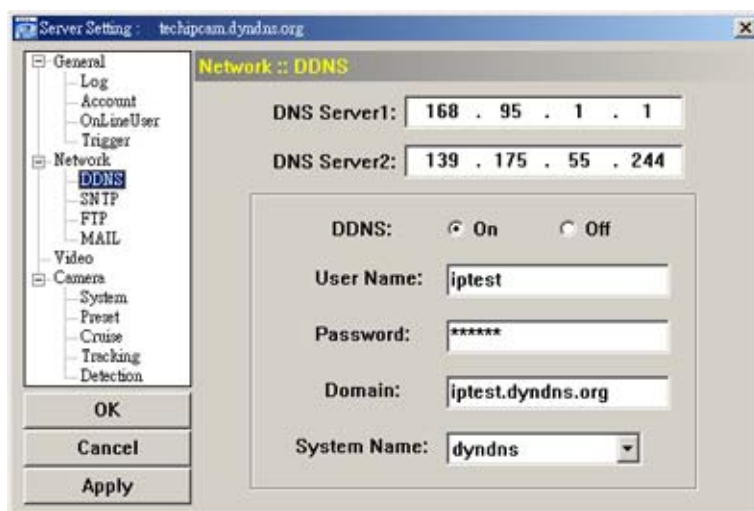 Server Setting : techipcam.dyndns.org
General
Log
Account
OnLineUser
Trigger
Network
DDNS
SNTP
FTP
MAIL
Video
Camera
System
Preset
Cruise
Tracking
Detection
OK
Cancel
Apply
Network :: DDNS
DNS Server1: 168 . 95 . 1 . 1
DNS Server2: 139 . 175 . 55 . 244
DDNS: On Off
User Name: iptest
Password: ******
Domain: iptest.dyndns.org
System Name: dyndns